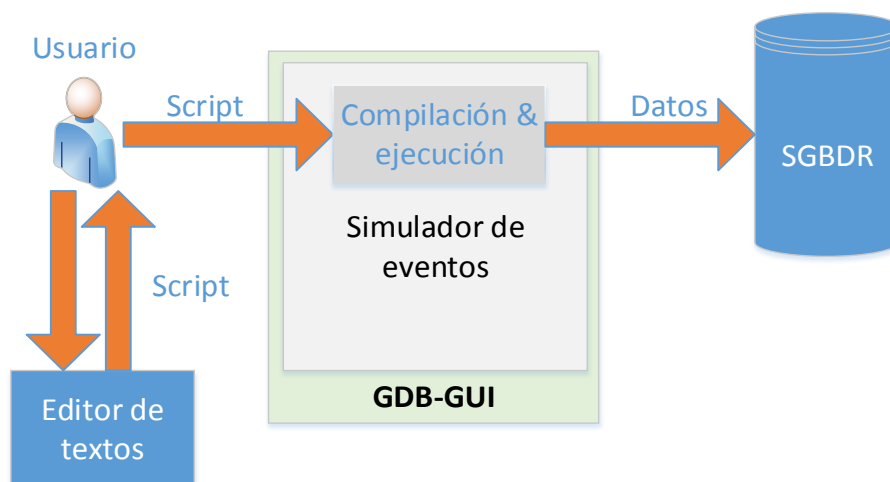 Usuario
Script
Compilación &
ejecución
Datos
SGBDR
Simulador de
eventos
Script
GDB-GUI
Editor de
textos